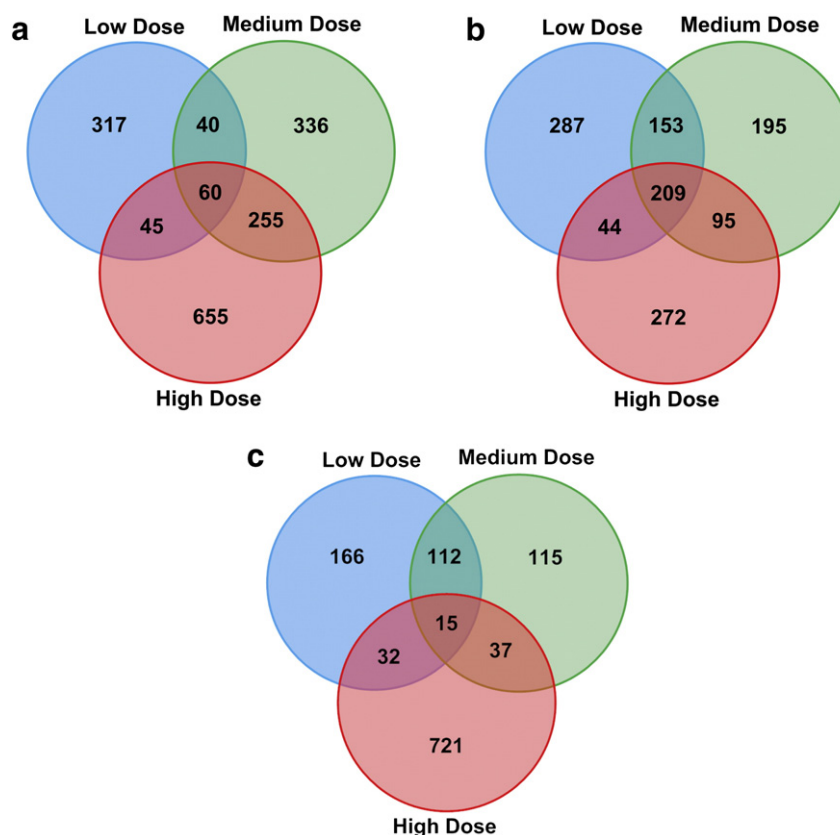 a
Low Dose
Medium Dose
317
40
336
60
45
255
655
High Dose
b
Low Dose
Medium Dose
287
153
195
209
44
95
272
High Dose
c
Low Dose
Medium Dose
166
112
115
15
32
37
721
High Dose